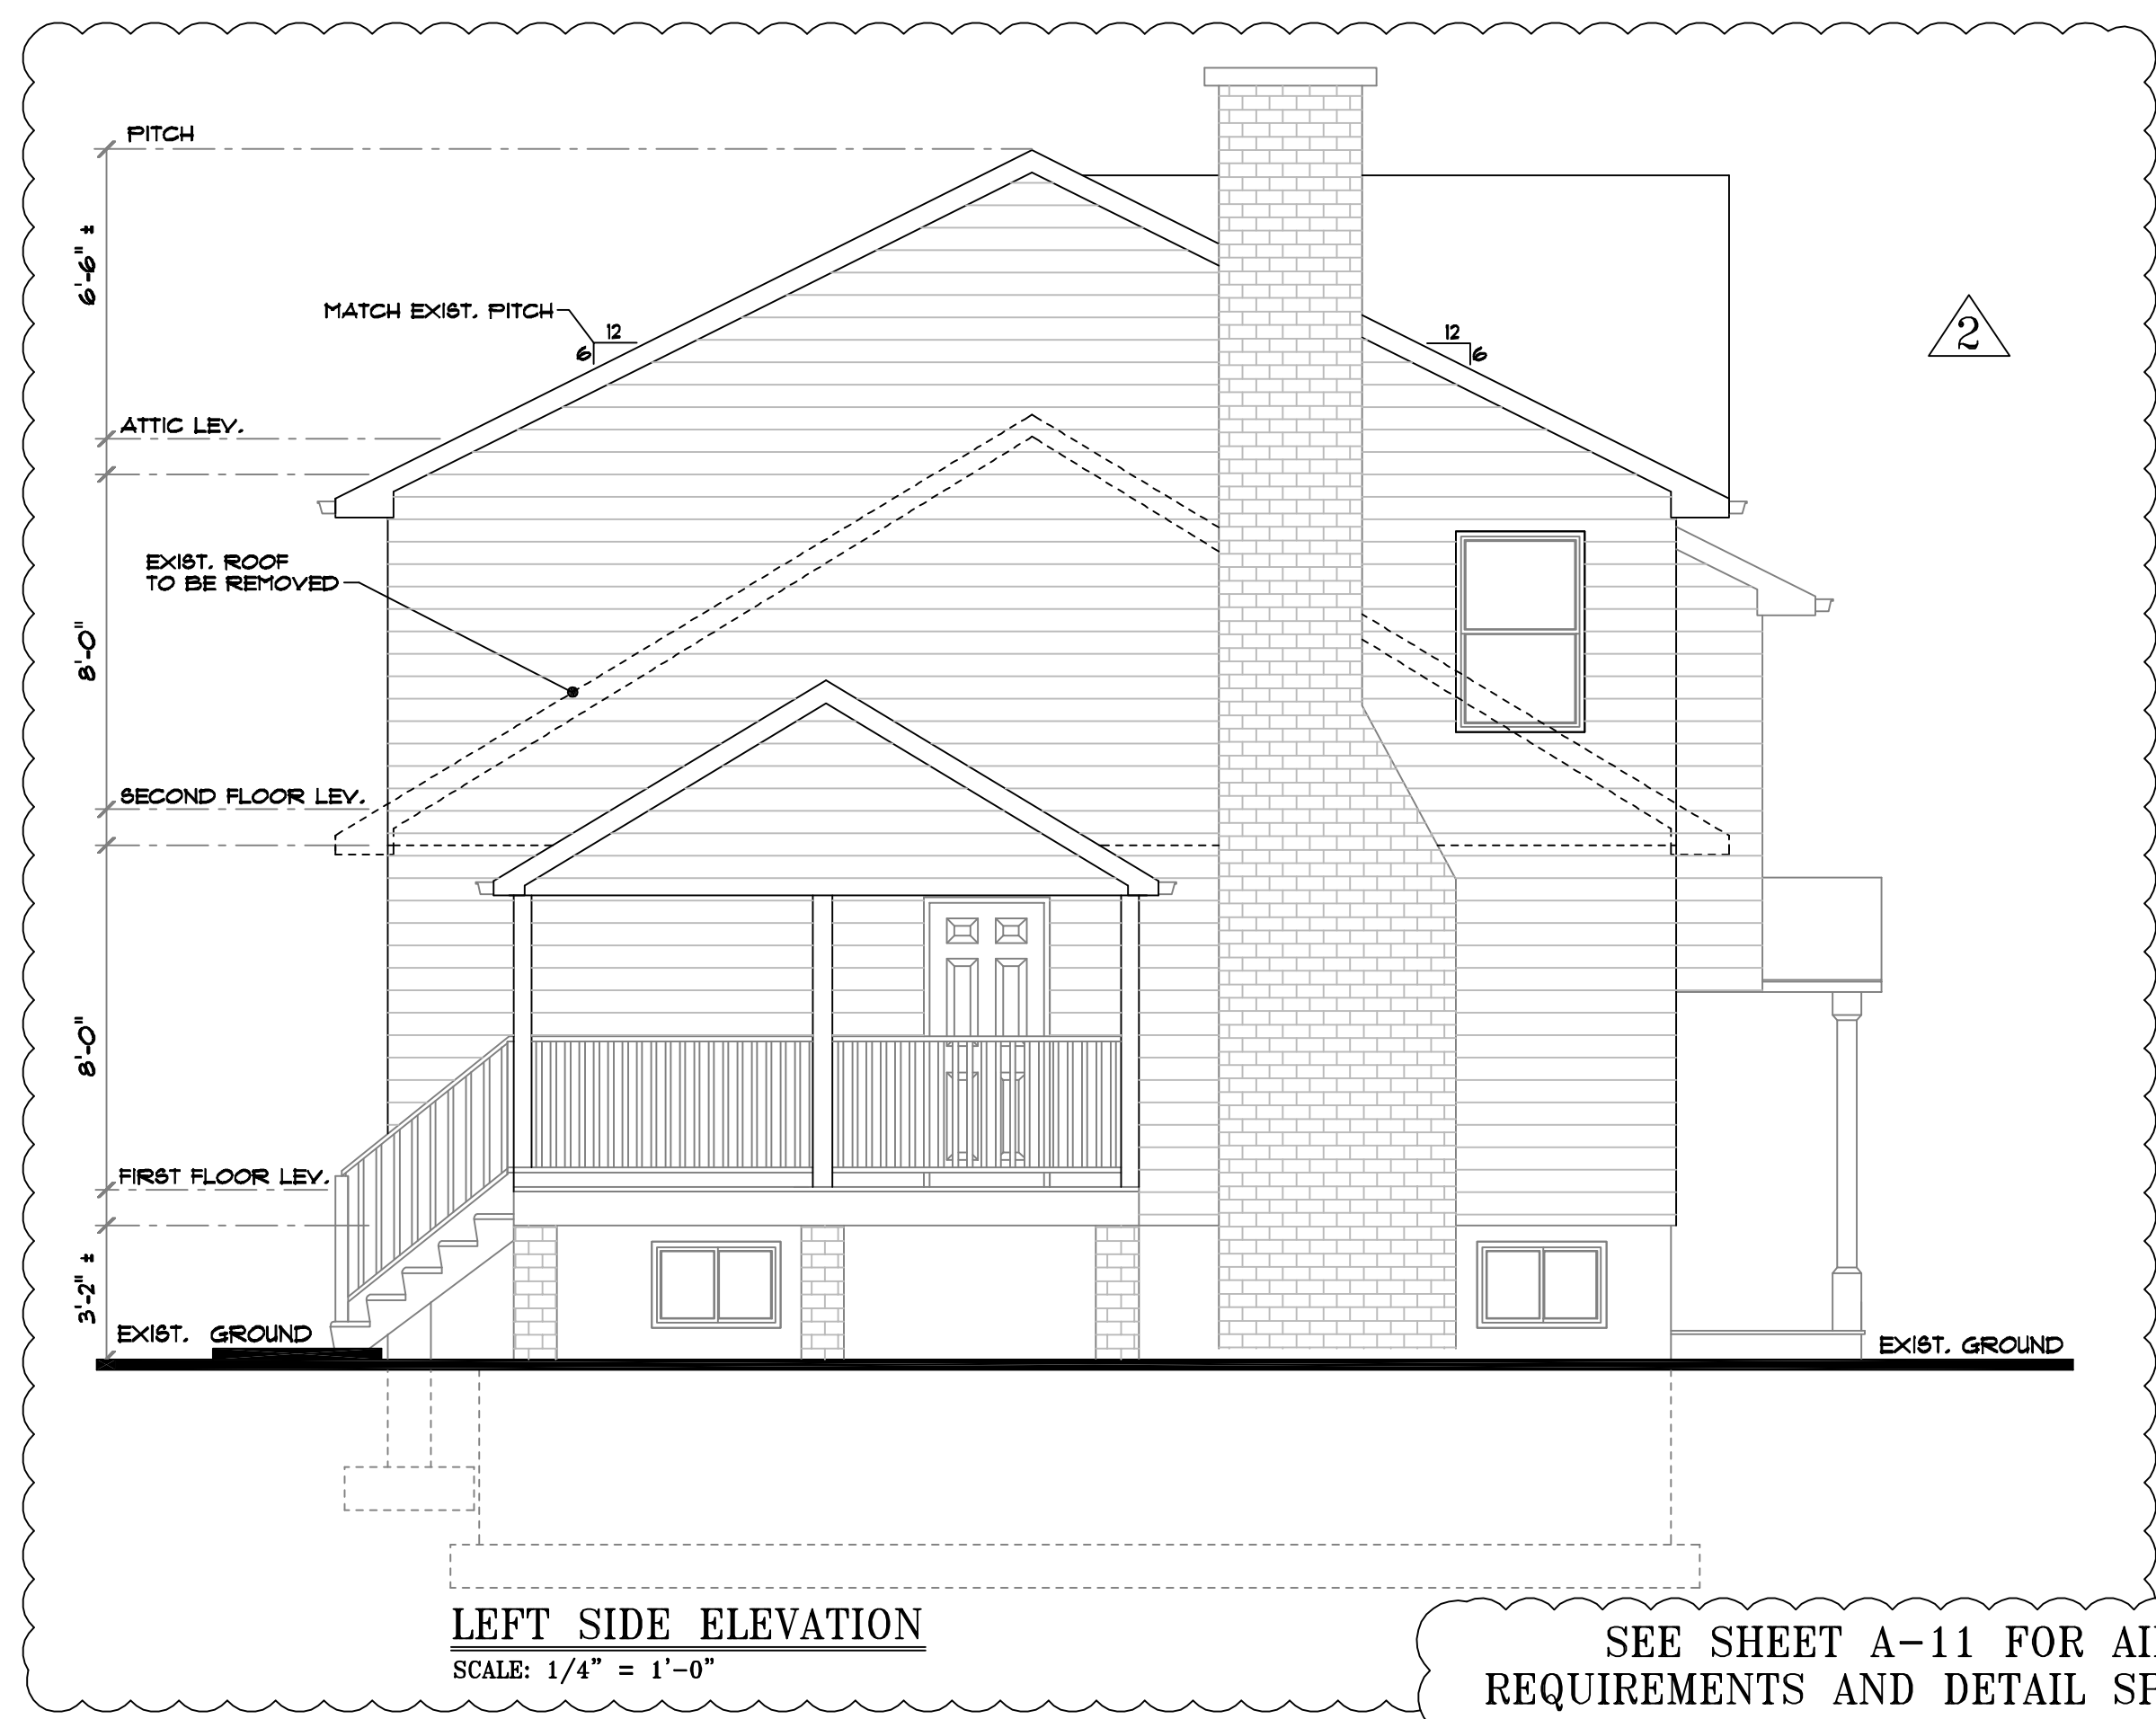 PITCH
6'-6" ±
MATCH EXIST. PITCH
12
6
12
6
2
ATTIC LEV.
EXIST. ROOF
TO BE REMOVED
8'-0"
SECOND FLOOR LEV.
8'-0"
FIRST FLOOR LEV.
3'-2" ±
EXIST. GROUND
EXIST. GROUND
LEFT SIDE ELEVATION
SCALE: 1/4" = 1'-0"
SEE SHEET A-11 FOR
REQUIREMENTS AND DETAIL